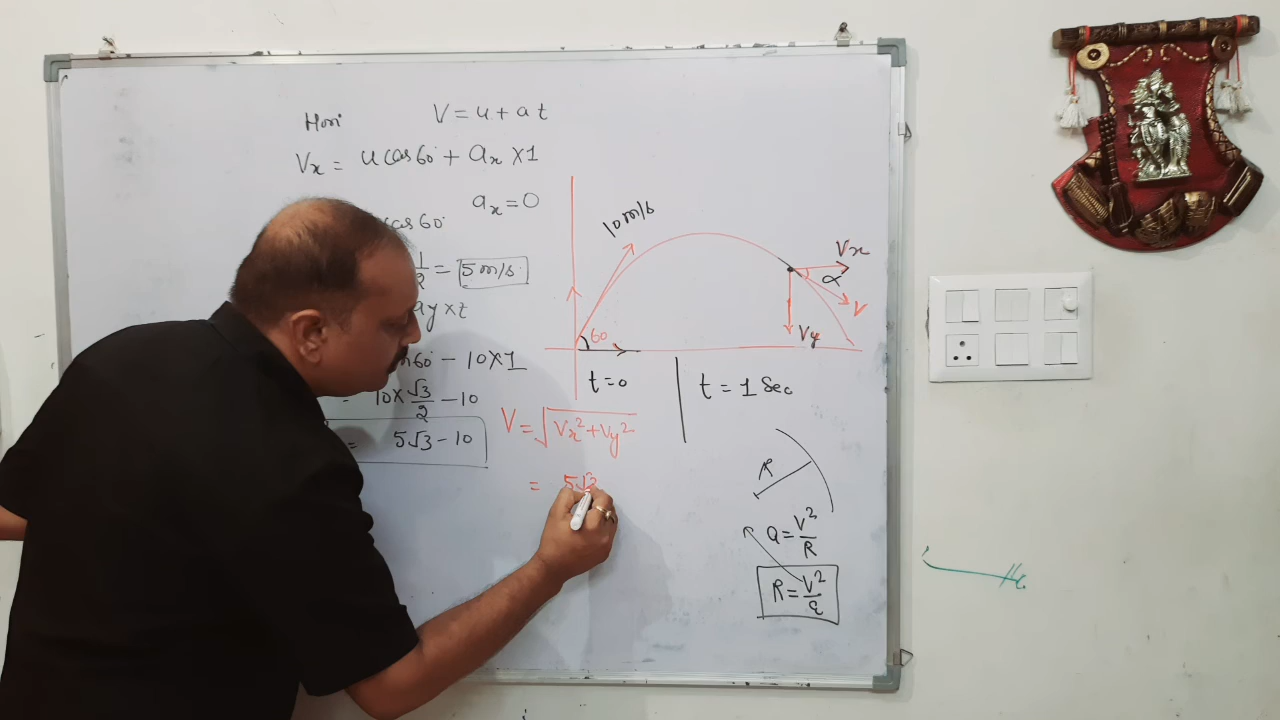 Hori V = u + at
Vx = u cos 60° + ax × 1
ax = 0
cos 60°
1/2 = 5 m/s
ay × t
60° - 10 × 1
10 × √3/2 - 10
= 5√3 - 10
10 m/s
Vx
α
V
Vy
60
t = 0
t = 1 Sec
V = √Vx² + Vy²
= 5√3
R
a = V²/R
R = V²/a